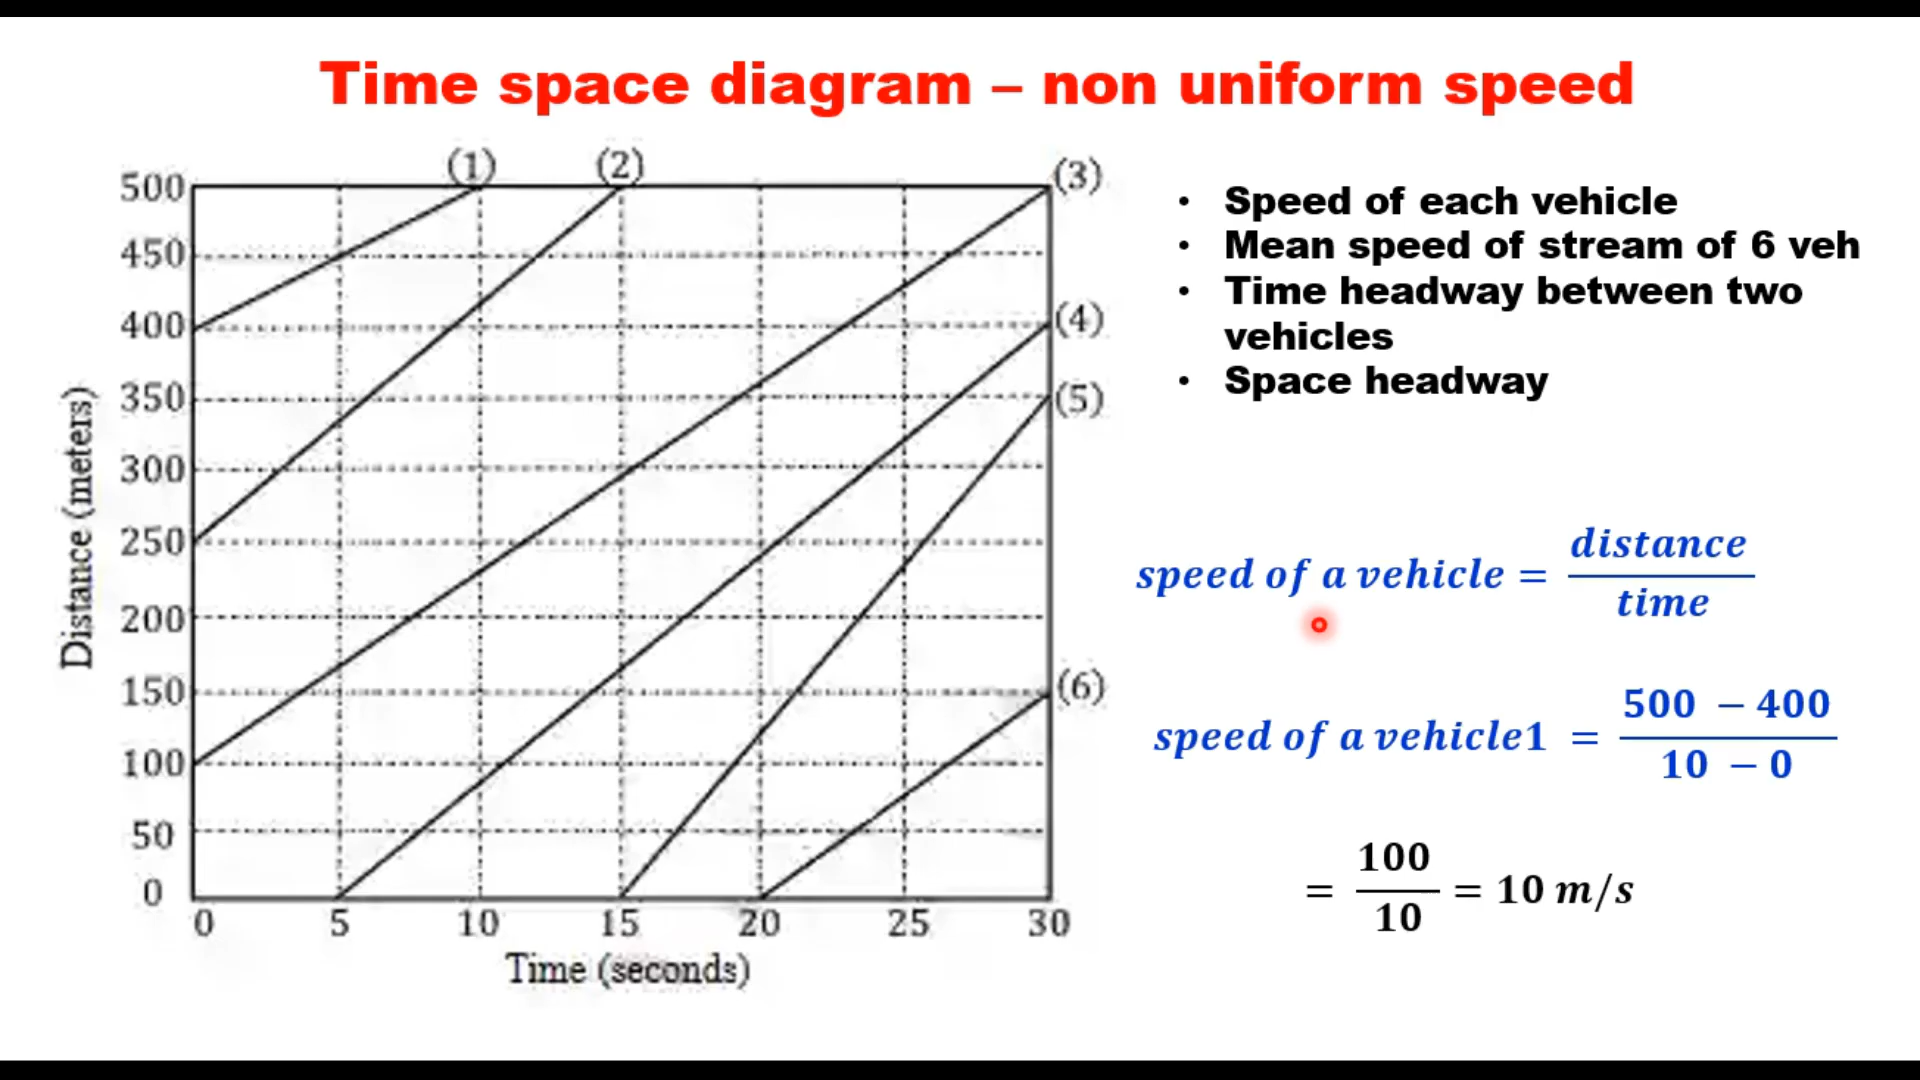 Time space diagram – non uniform speed
(1) (2) (3) (4) (5) (6)
500
450
400
350
300
250
200
150
100
50
0
Distance (meters)
0 5 10 15 20 25 30
Time (seconds)
• Speed of each vehicle
• Mean speed of stream of 6 veh
• Time headway between two
vehicles
• Space headway
speed of a vehicle = distance / time
speed of a vehicle1 = 500 – 400 / 10 – 0
= 100 / 10 = 10 m/s